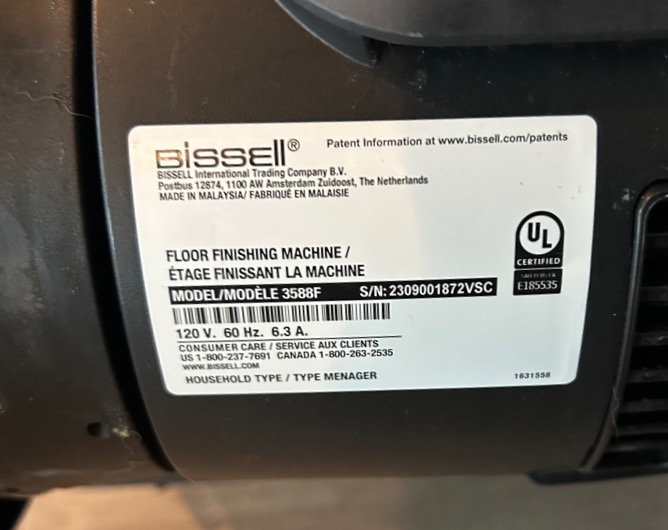 BISSELL®
Patent Information at www.bissell.com/patents
BISSELL International Trading Company B.V.
Postbus 12874, 1100 AW Amsterdam Zuidoost, The Netherlands
MADE IN MALAYSIA/ FABRIQUÉ EN MALAISIE
UL
CERTIFIED
E185535
FLOOR FINISHING MACHINE /
ÉTAGE FINISSANT LA MACHINE
MODEL/MODÈLE 3588F S/N: 2309001872VSC
120 V. 60 Hz. 6.3 A.
CONSUMER CARE / SERVICE AUX CLIENTS
US 1-800-237-7691 CANADA 1-800-263-2535
WWW.BISSELL.COM
HOUSEHOLD TYPE / TYPE MENAGER
1631558